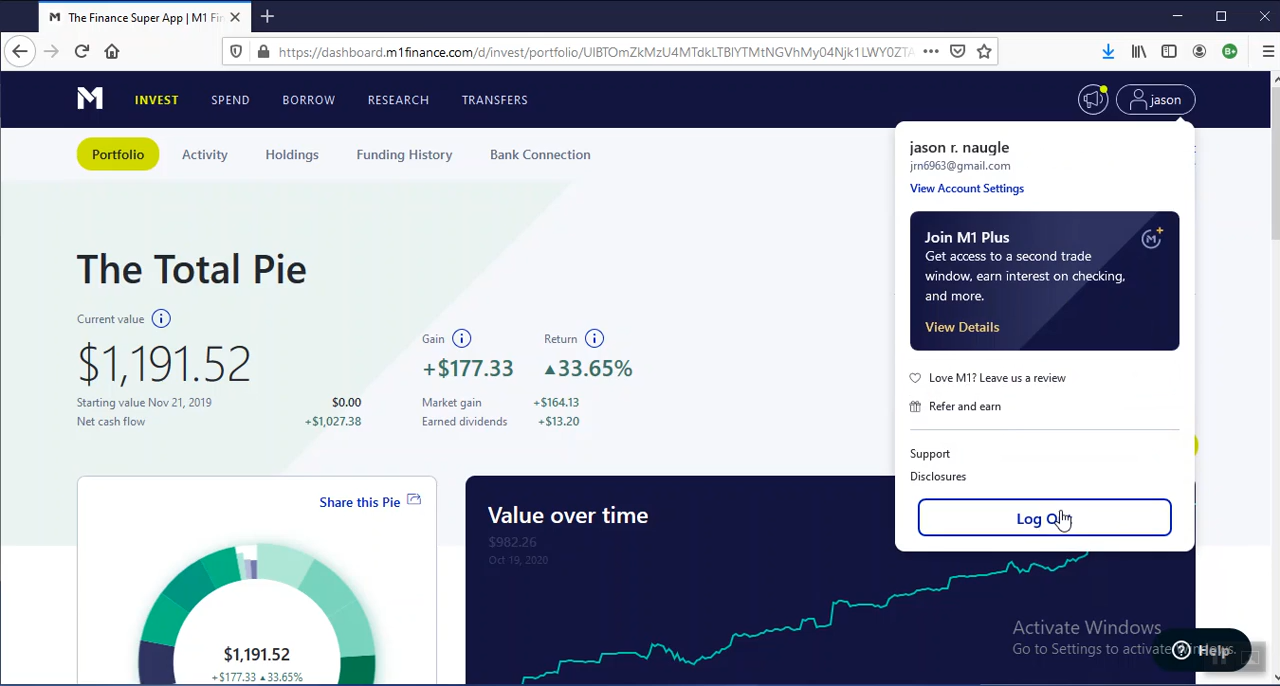 The Finance Super App | M1 Fin
https://dashboard.m1finance.com/d/invest/portfolio/
INVEST SPEND BORROW RESEARCH TRANSFERS jason
Portfolio Activity Holdings Funding History Bank Connection
jason r. naugle
jrn6963@gmail.com
View Account Settings
Join M1 Plus
Get access to a second trade
window, earn interest on checking,
and more.
View Details
Love M1? Leave us a review
Refer and earn
Support
Disclosures
Log O
The Total Pie
Current value
$1,191.52
Starting value Nov 21, 2019 $0.00
Net cash flow +$1,027.38
Gain
+$177.33
Return
▲33.65%
Market gain +$164.13
Earned dividends +$13.20
Share this Pie
$1,191.52
+$177.33 ▲33.65%
Value over time
$982.26
Oct 19, 2020
Activate Windows
Go to Settings to activate Windows.
Help